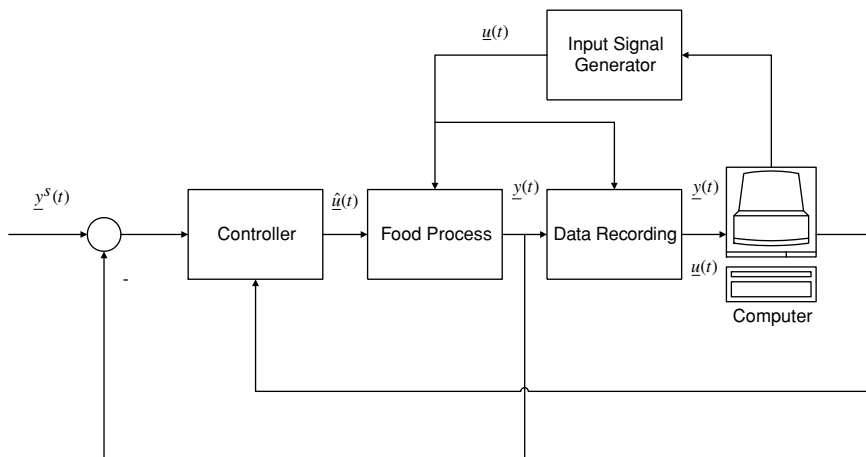 u(t)
Input Signal
Generator
y^s(t)
û(t)
y(t)
y(t)
Controller
Food Process
Data Recording
-
u(t)
Computer